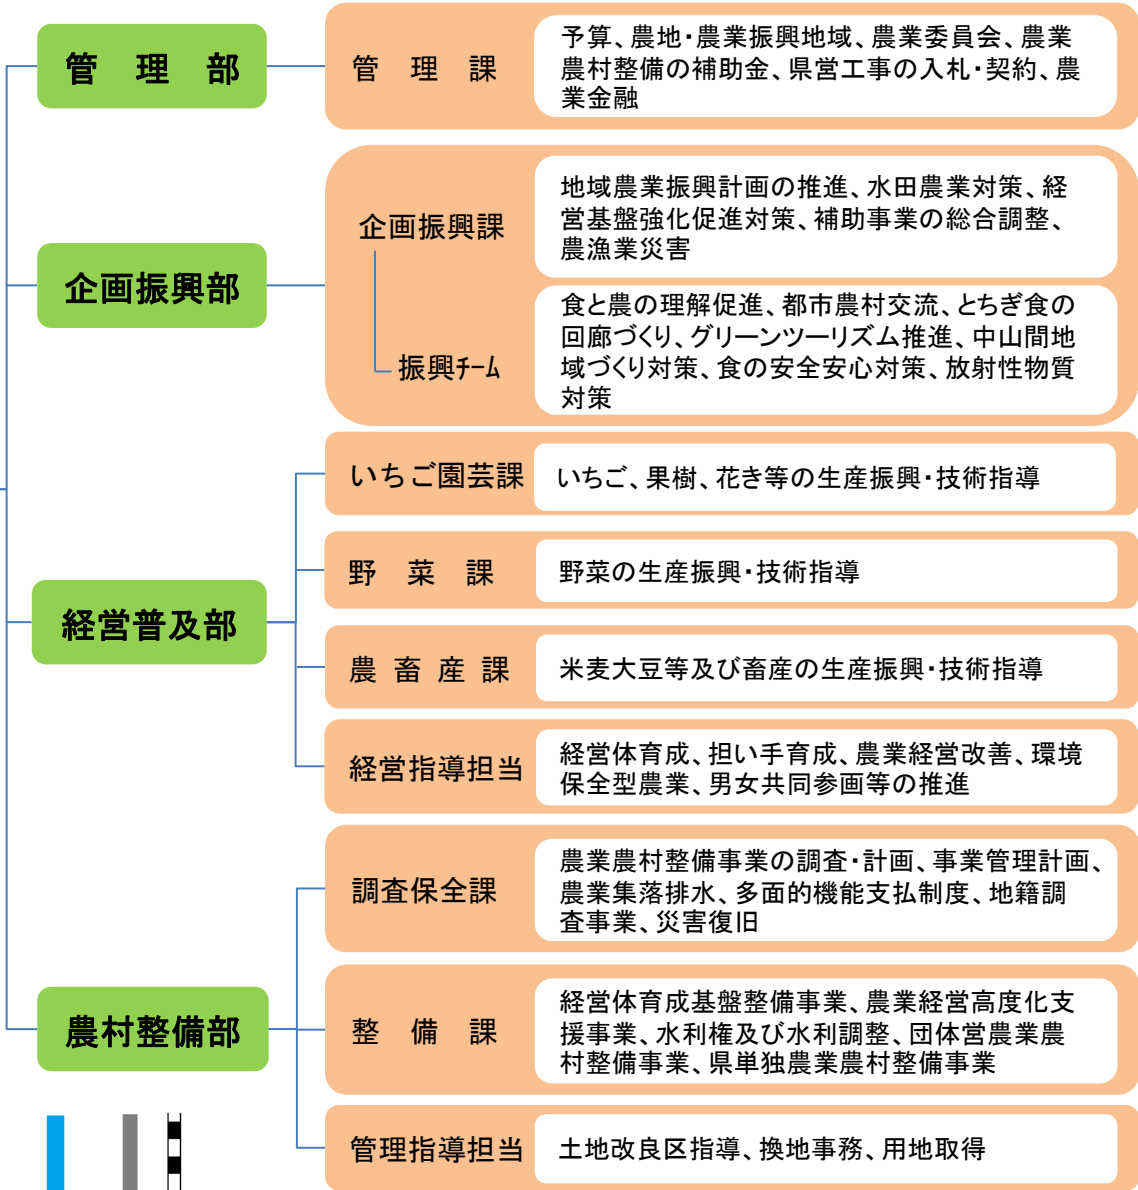 管 理 部
管 理 課
予算、農地・農業振興地域、農業委員会、農業
農村整備の補助金、県営工事の入札・契約、農
業金融
企画振興部
企画振興課
地域農業振興計画の推進、水田農業対策、経
営基盤強化促進対策、補助事業の総合調整、
農漁業災害
振興チーム
食と農の理解促進、都市農村交流、とちぎ食の
回廊づくり、グリーンツーリズム推進、中山間地
域づくり対策、食の安全安心対策、放射性物質
対策
経営普及部
いちご園芸課
いちご、果樹、花き等の生産振興・技術指導
野 菜 課
野菜の生産振興・技術指導
農 畜 産 課
米麦大豆等及び畜産の生産振興・技術指導
経営指導担当
経営体育成、担い手育成、農業経営改善、環境
保全型農業、男女共同参画等の推進
農村整備部
調査保全課
農業農村整備事業の調査・計画、事業管理計画、
農業集落排水、多面的機能支払制度、地籍調
査事業、災害復旧
整 備 課
経営体育成基盤整備事業、農業経営高度化支
援事業、水利権及び水利調整、団体営農業農
村整備事業、県単独農業農村整備事業
管理指導担当
土地改良区指導、換地事務、用地取得